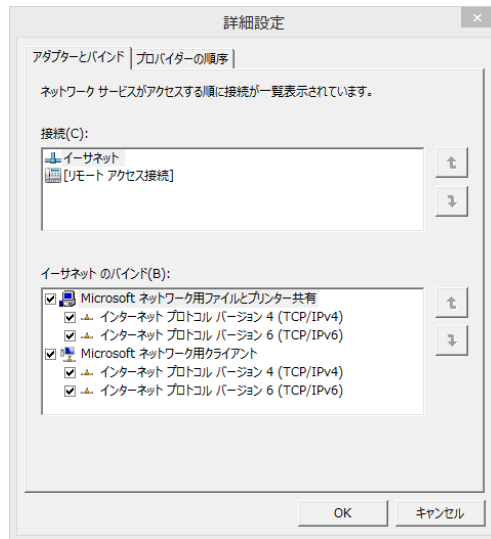 詳細設定
アダプターとバインド プロバイダーの順序
ネットワーク サービスがアクセスする順に接続が一覧表示されています。
接続(C):
イーサネット
[リモート アクセス接続]
イーサネット のバインド(B):
Microsoft ネットワーク用ファイルとプリンター共有
インターネット プロトコル バージョン 4 (TCP/IPv4)
インターネット プロトコル バージョン 6 (TCP/IPv6)
Microsoft ネットワーク用クライアント
インターネット プロトコル バージョン 4 (TCP/IPv4)
インターネット プロトコル バージョン 6 (TCP/IPv6)
OK キャンセル